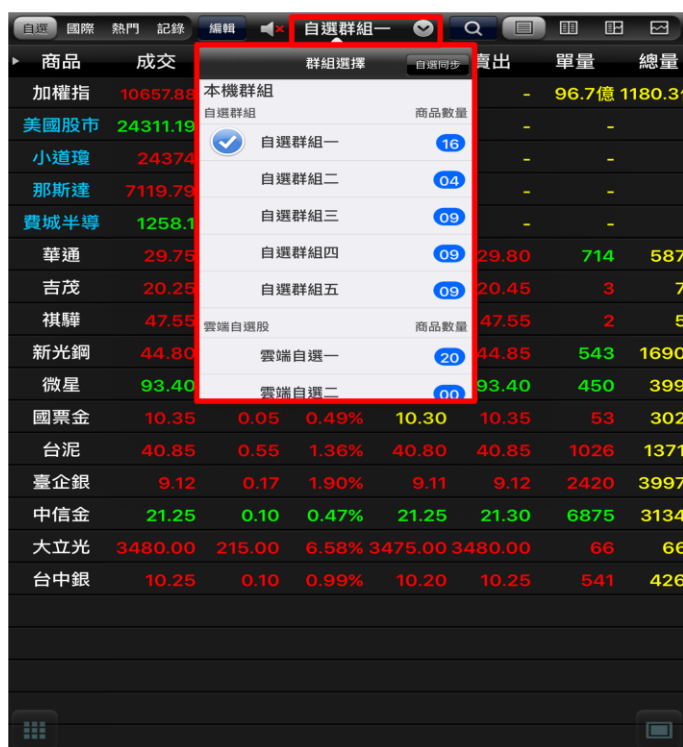 自選 國際 熱門 記錄 編輯 自選群組一
商品 成交 群組選擇 自選同步 賣出 單量 總量
本機群組
自選群組 商品數量
自選群組一 16
自選群組二 04
自選群組三 09
自選群組四 09
自選群組五 09
雲端自選股 商品數量
雲端自選一 20
雲端自選二 00
加權指 10657.88 - 96.7億 1180.3
美國股市 24311.19 - -
小道瓊 24374 - -
那斯達 7119.79 - -
費城半導 1258.1 - -
華通 29.75 29.80 714 587
吉茂 20.25 20.45 3 7
祺驊 47.55 47.55 2 5
新光鋼 44.80 44.85 543 1690
微星 93.40 93.40 450 399
國票金 10.35 0.05 0.49% 10.30 10.35 53 302
台泥 40.85 0.55 1.36% 40.80 40.85 1026 1371
臺企銀 9.12 0.17 1.90% 9.11 9.12 2420 3997
中信金 21.25 0.10 0.47% 21.25 21.30 6875 3134
大立光 3480.00 215.00 6.58% 3475.00 3480.00 66 66
台中銀 10.25 0.10 0.99% 10.20 10.25 541 426